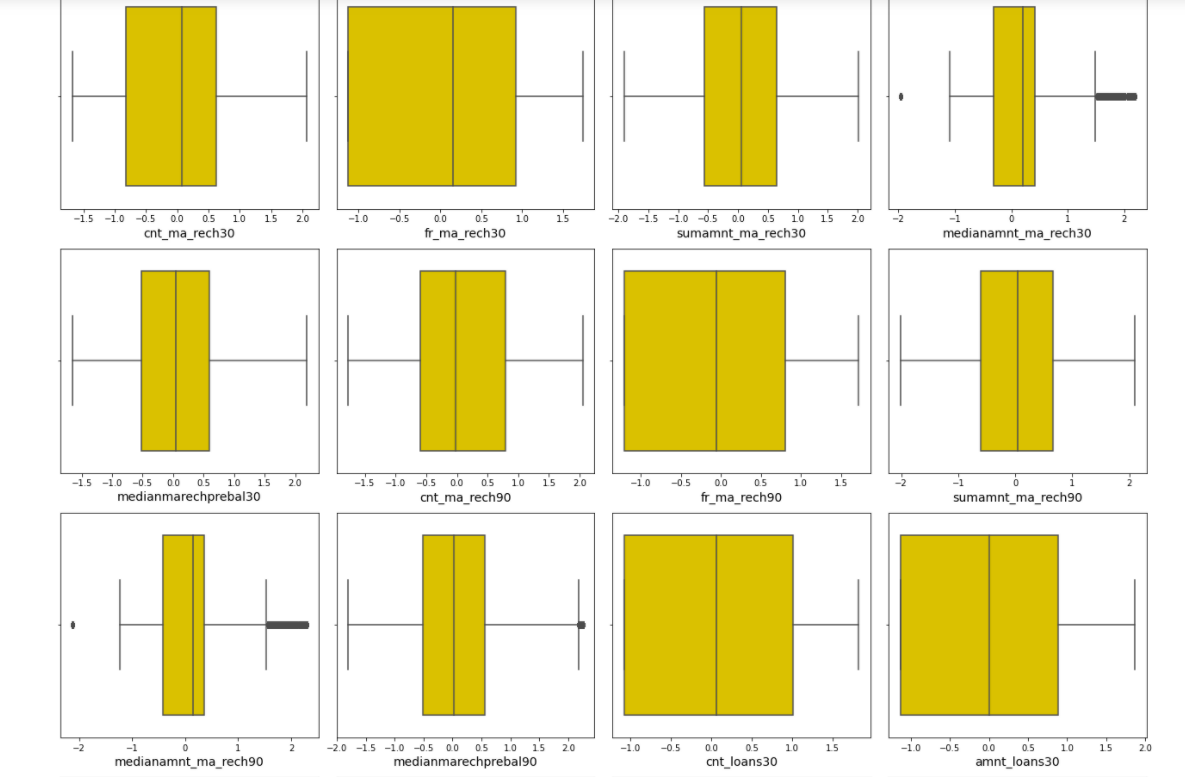 −1.5 −1.0 −0.5 0.0 0.5 1.0 1.5 2.0
cnt_ma_rech30
−1.0 −0.5 0.0 0.5 1.0 1.5
fr_ma_rech30
−2.0 −1.5 −1.0 −0.5 0.0 0.5 1.0 1.5 2.0
sumamnt_ma_rech30
−2 −1 0 1 2
medianamnt_ma_rech30
−1.5 −1.0 −0.5 0.0 0.5 1.0 1.5 2.0
medianmarechprebal30
−1.5 −1.0 −0.5 0.0 0.5 1.0 1.5 2.0
cnt_ma_rech90
−1.0 −0.5 0.0 0.5 1.0 1.5
fr_ma_rech90
−2 −1 0 1 2
sumamnt_ma_rech90
−2 −1 0 1 2
medianamnt_ma_rech90
−2.0 −1.5 −1.0 −0.5 0.0 0.5 1.0 1.5 2.0
medianmarechprebal90
−1.0 −0.5 0.0 0.5 1.0 1.5
cnt_loans30
−1.0 −0.5 0.0 0.5 1.0 1.5 2.0
amnt_loans30